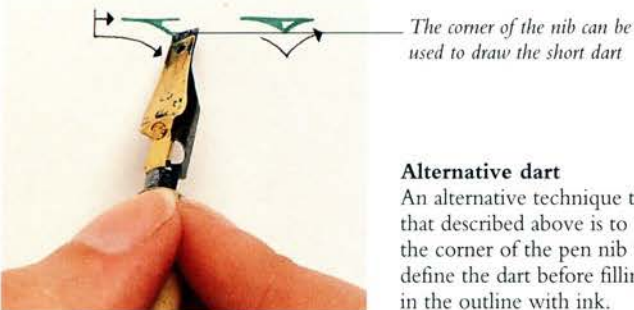 The corner of the nib can be
used to draw the short dart
Alternative dart
An alternative technique t
that described above is to
the corner of the pen nib
define the dart before fillin
in the outline with ink.